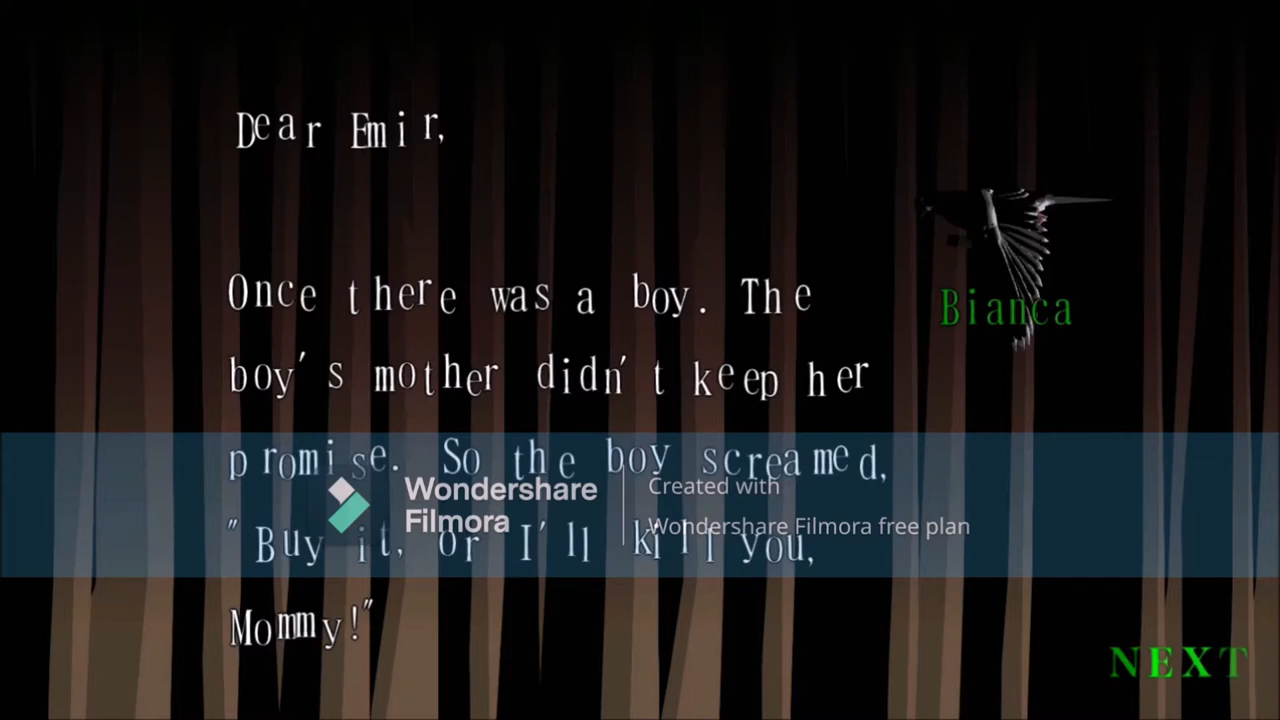 Dear Emir,
Once there was a boy. The
Bianca
boy's mother didn't keep her
promise. So the boy screamed,
"Buy it, or I'll kill you,
Mommy!"
Wondershare
Filmora
Created with
Wondershare Filmora free plan
NEXT